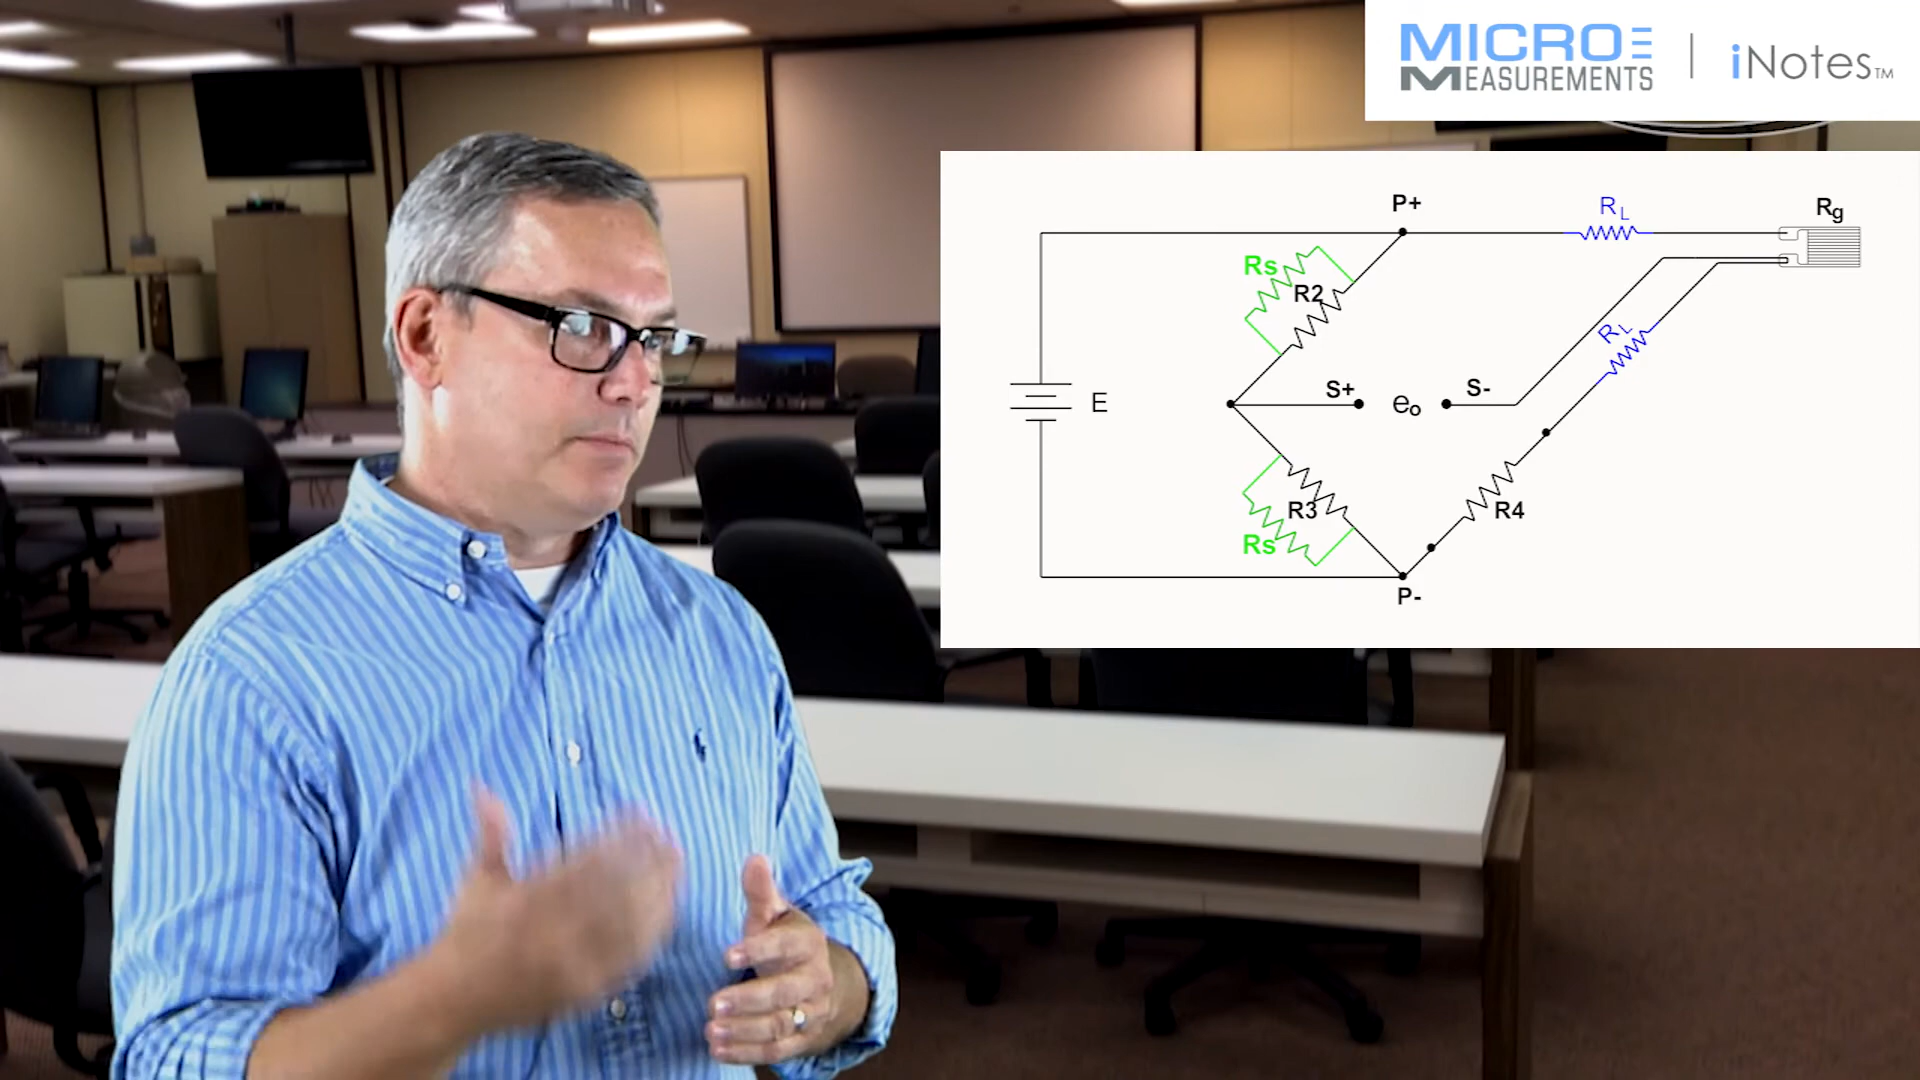 MICRO
MEASUREMENTS
iNotes™
P+
RL
Rg
Rs
R2
RL
S+
eo
S-
E
R3
R4
Rs
P-